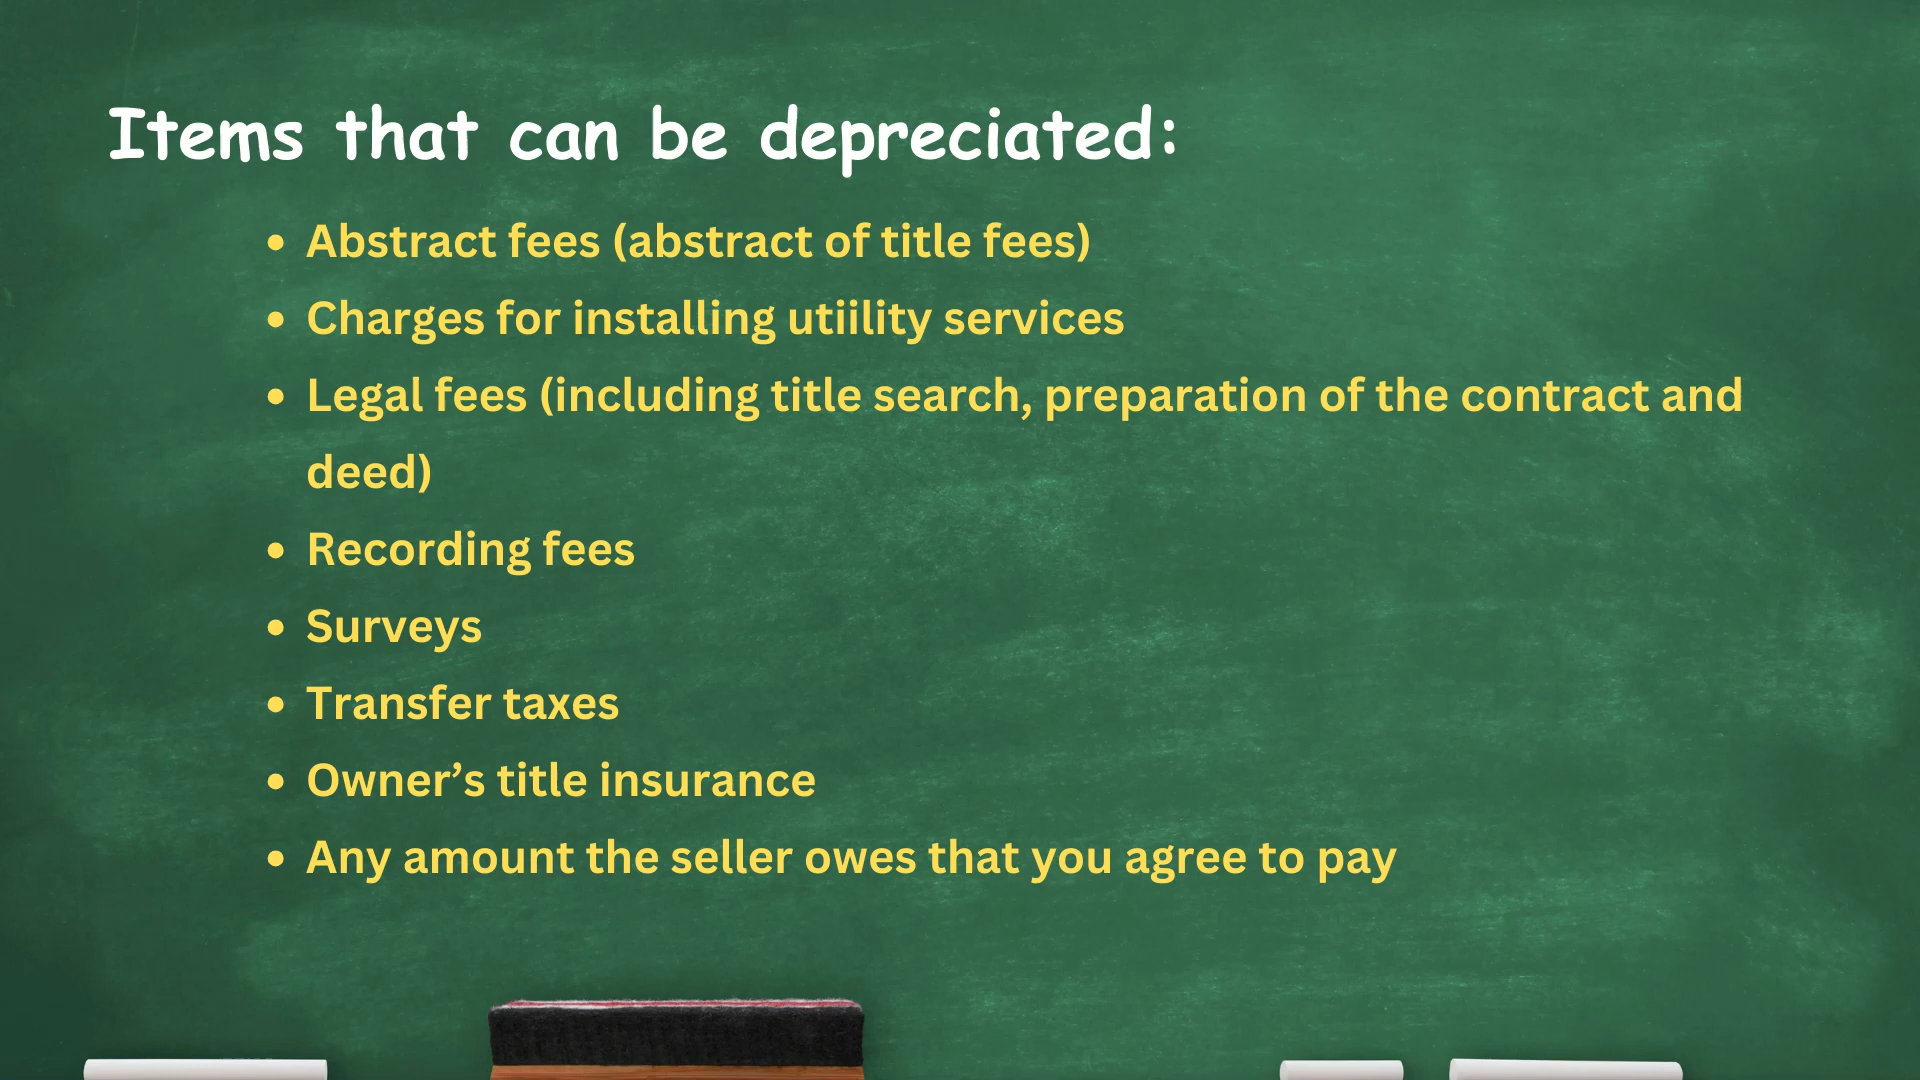 Items that can be depreciated:
• Abstract fees (abstract of title fees)
• Charges for installing utiility services
• Legal fees (including title search, preparation of the contract and
deed)
• Recording fees
• Surveys
• Transfer taxes
• Owner’s title insurance
• Any amount the seller owes that you agree to pay